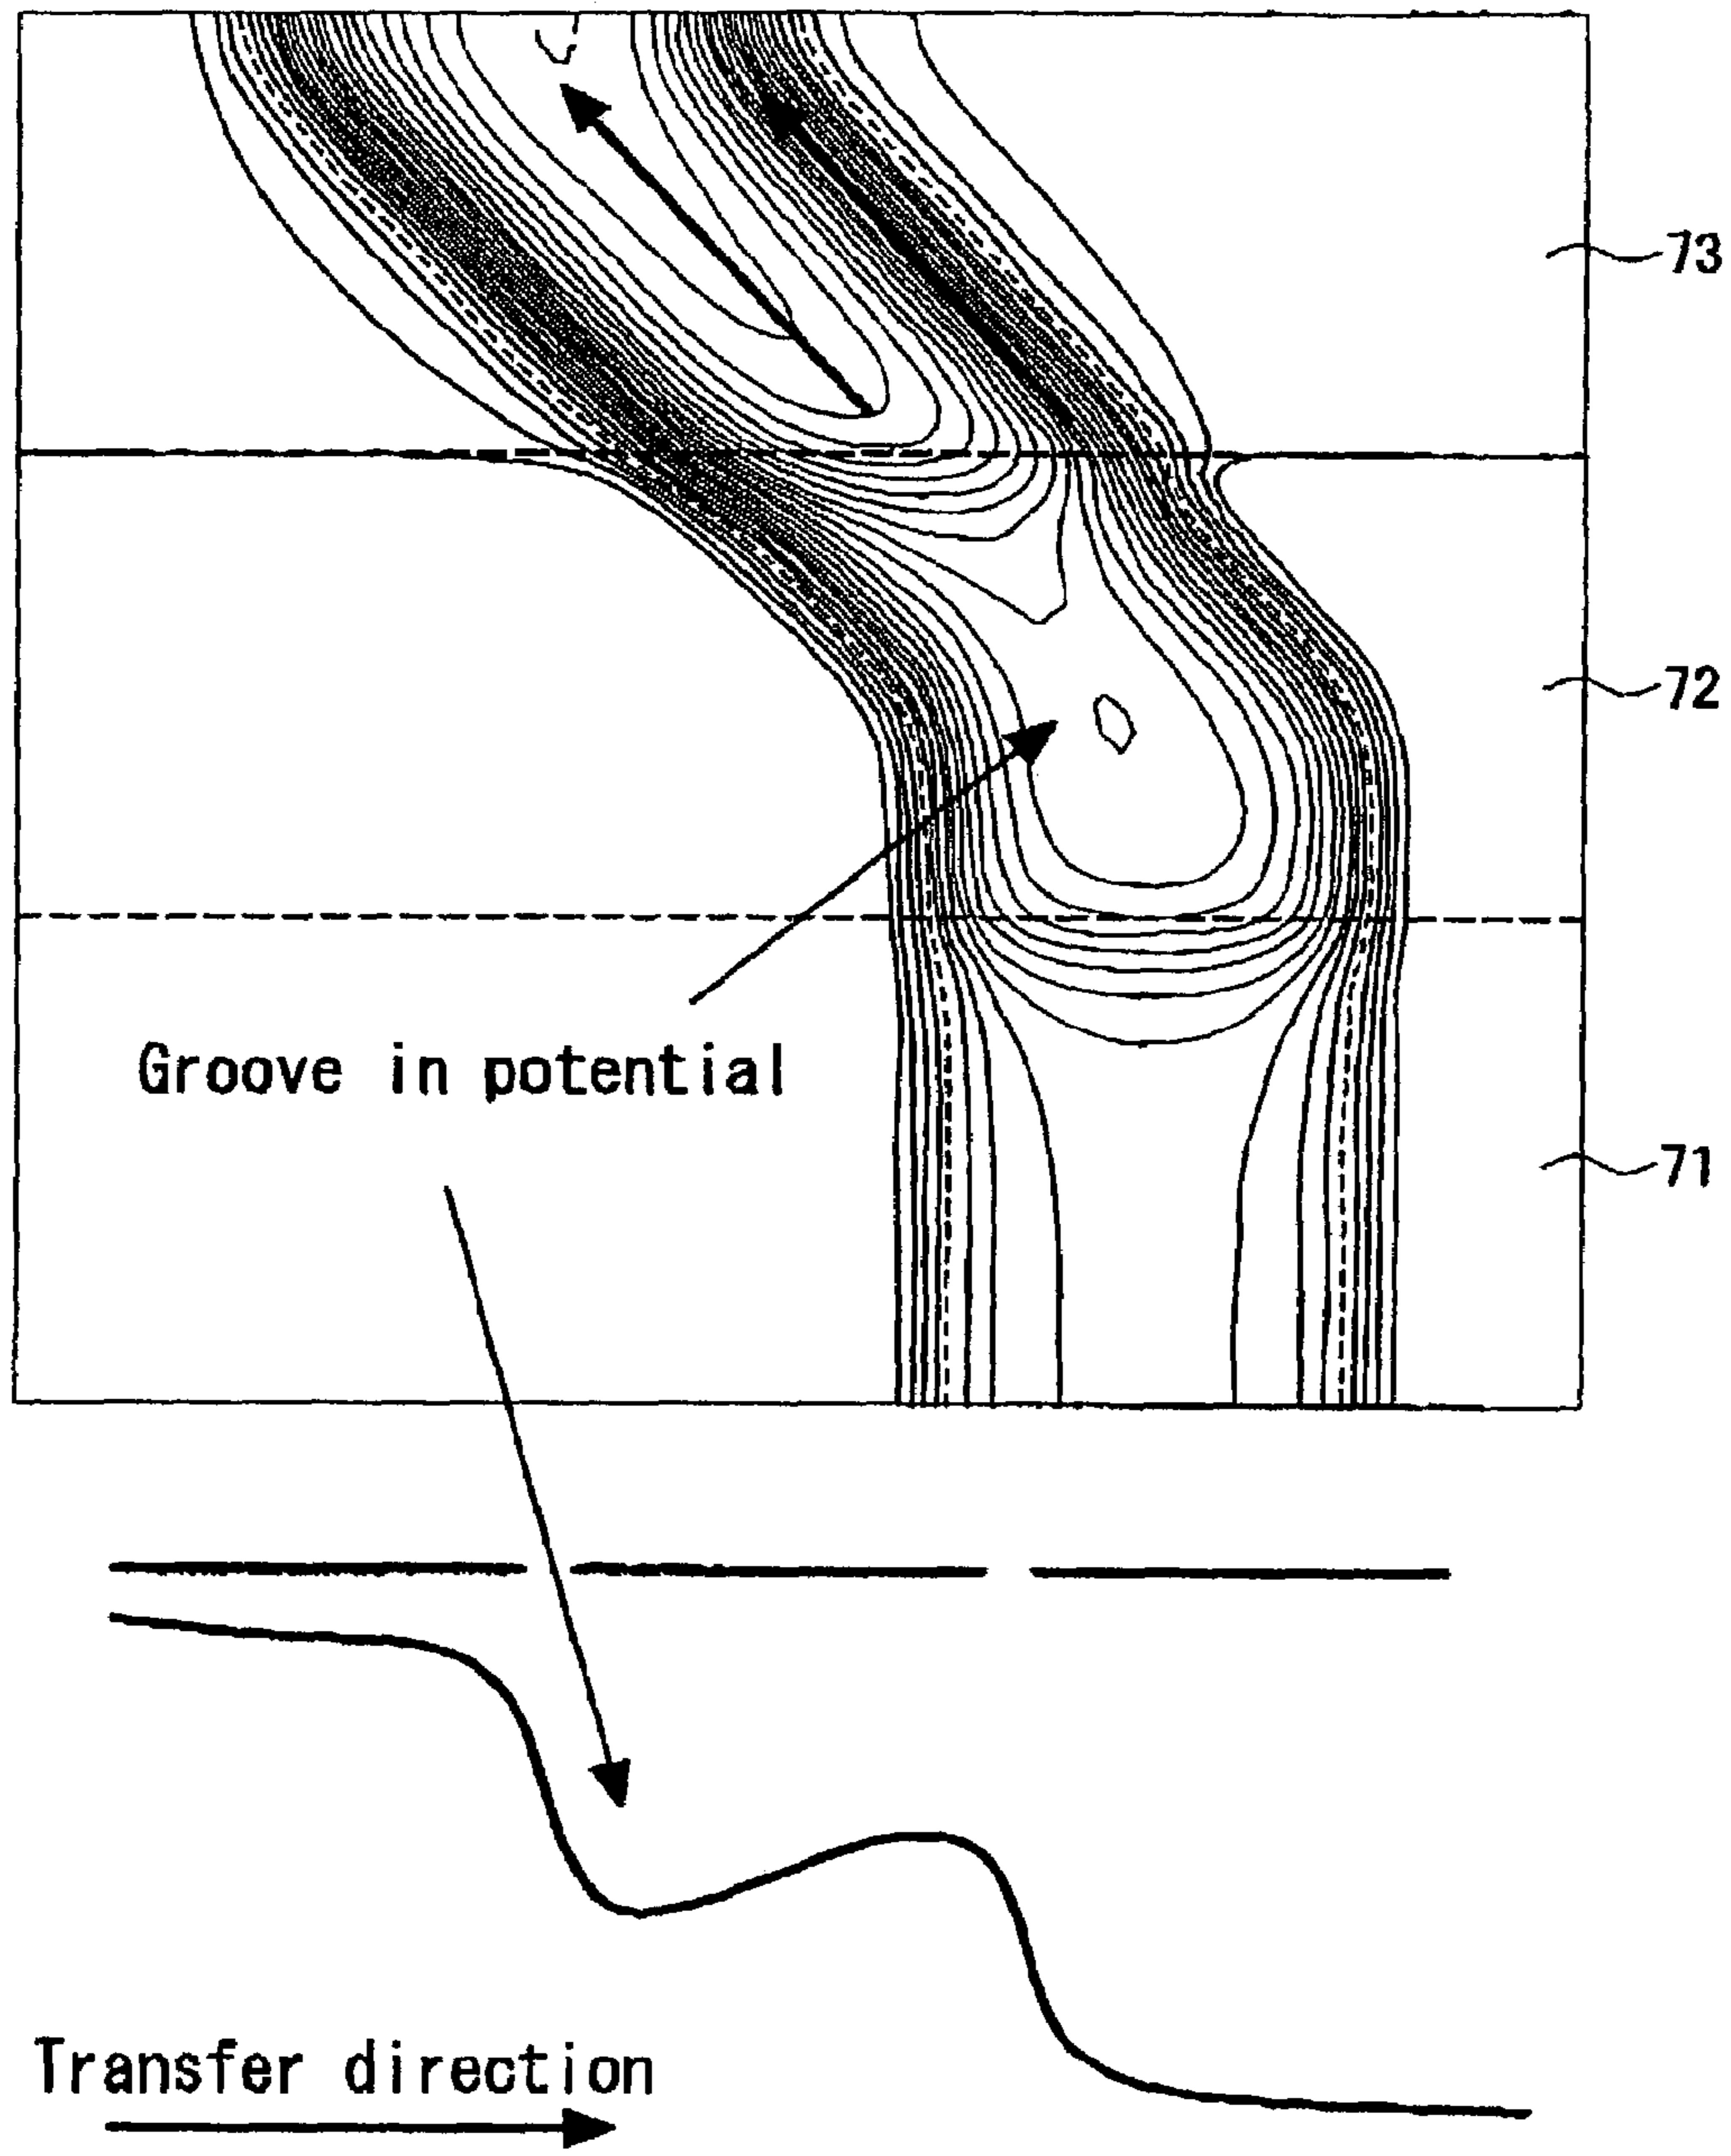 73
72
Groove in potential
71
Transfer direction